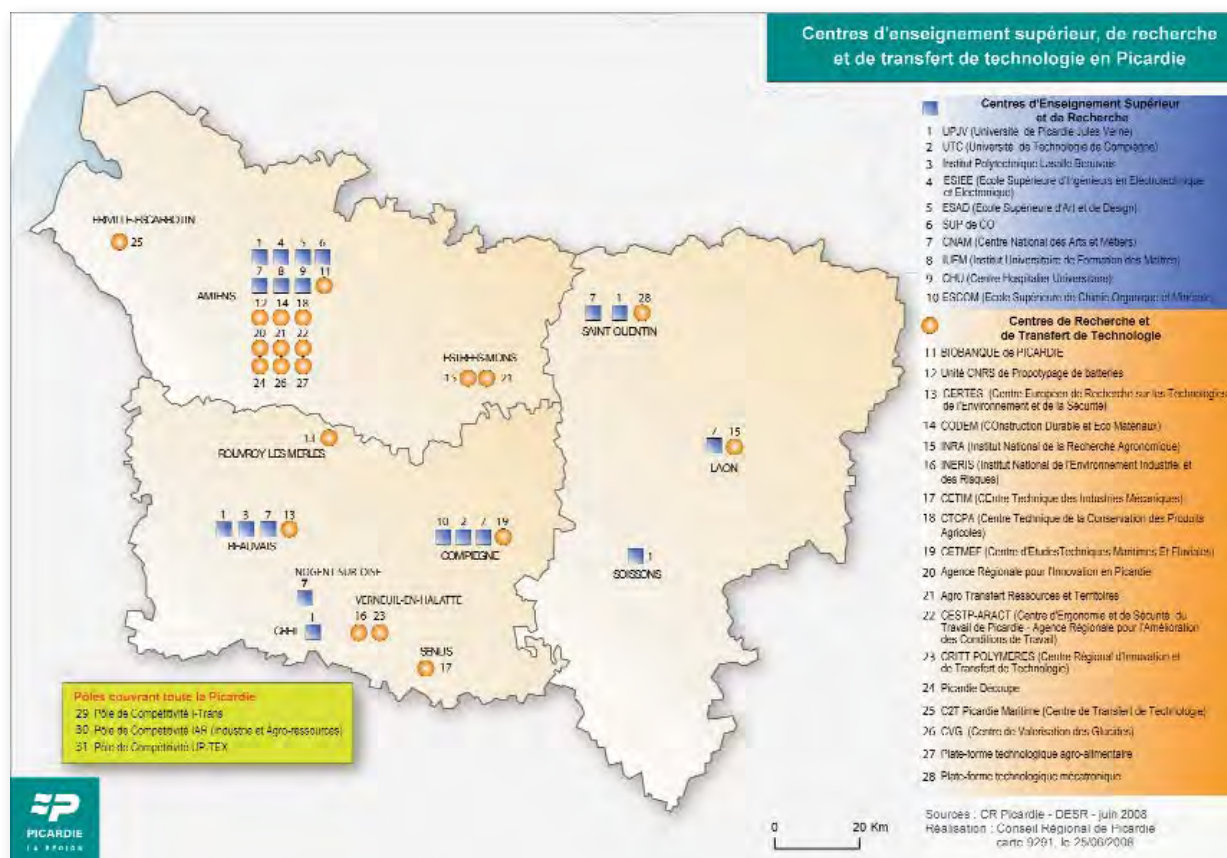 Centres d'enseignement supérieur, de recherche
et de transfert de technologie en Picardie
Centres d'Enseignement Supérieur
et de Recherche
1 UPJV (Université de Picardie Jules Verne)
2 UTC (Université de Technologie de Compiègne)
3 Institut Polytechnique Lasalle Beauvais
4 ESIEE (Ecole Supérieure d'Ingénieurs en Electrotechnique
et Electronique)
5 ESAD (Ecole Supérieure d'Art et de Design)
6 SUP de CO
7 CNAM (Centre National des Arts et Métiers)
8 IUFM (Institut Universitaire de Formation des Maîtres)
9 CHU (Centre Hospitalier Universitaire)
10 ESCOM (Ecole Supérieure de Chimie Organique et Minérale)
Centres de Recherche et
de Transfert de Technologie
11 BIOBANQUE de PICARDIE
12 Unité CNRS de Propotypage de batteries
13 CERTES (Centre Européen de Recherche sur les Technologies
de l'Environnement et de la Sécurité)
14 CODEM (COnstruction Durable et Eco Matériaux)
15 INRA (Institut National de la Recherche Agronomique)
16 INERIS (Institut National de l'Environnement Industriel et
des Risques)
17 CETIM (CEntre Technique des Industries Mécaniques)
18 CTCPA (Centre Technique de la Conservation des Produits
Agricoles)
19 CETMEF (Centre d'EtudesTechniques Maritimes Et Fluviales)
20 Agence Régionale pour l'Innovation en Picardie
21 Agro Transfert Ressources et Territoires
22 CESTP-ARACT (Centre d'Ergonomie et de Sécurité du
Travail de Picardie - Agence Régionale pour l'Amélioration
des Conditions de Travail)
23 CRITT POLYMERES (Centre Régional d'Innovation et
de Transfert de Technologie)
24 Picardie Découpe
25 C2T Picardie Maritime (Centre de Transfert de Technologie)
26 CVG (Centre de Valorisation des Glucides)
27 Plate-forme technologique agro-alimentaire
28 Plate-forme technologique mécatronique
FRIVILLE-ESCARBOTIN
25
1 4 5 6
7 8 9 11
AMIENS
12 14 18
20 21 22
24 26 27
ESTREES-MONS
15 21
7 1 28
SAINT QUENTIN
13
ROUVROY LES MERLES
7 15
LAON
1 3 7 13
BEAUVAIS
10 2 7 19
COMPIEGNE
1
SOISSONS
NOGENT SUR OISE
7
VERNEUIL-EN-HALATTE
16 23
1
CREIL
SENLIS
17
Pôles couvrant toute la Picardie
29 Pôle de Compétivité I-Trans
30 Pôle de Compétivité IAR (Industrie et Agro-ressources)
31 Pôle de Compétivité UP-TEX
PICARDIE
LA RÉGION
0 20 Km
Sources : CR Picardie - DESR - juin 2008
Réalisation : Conseil Régional de Picardie
carte 9291, le 25/06/2008